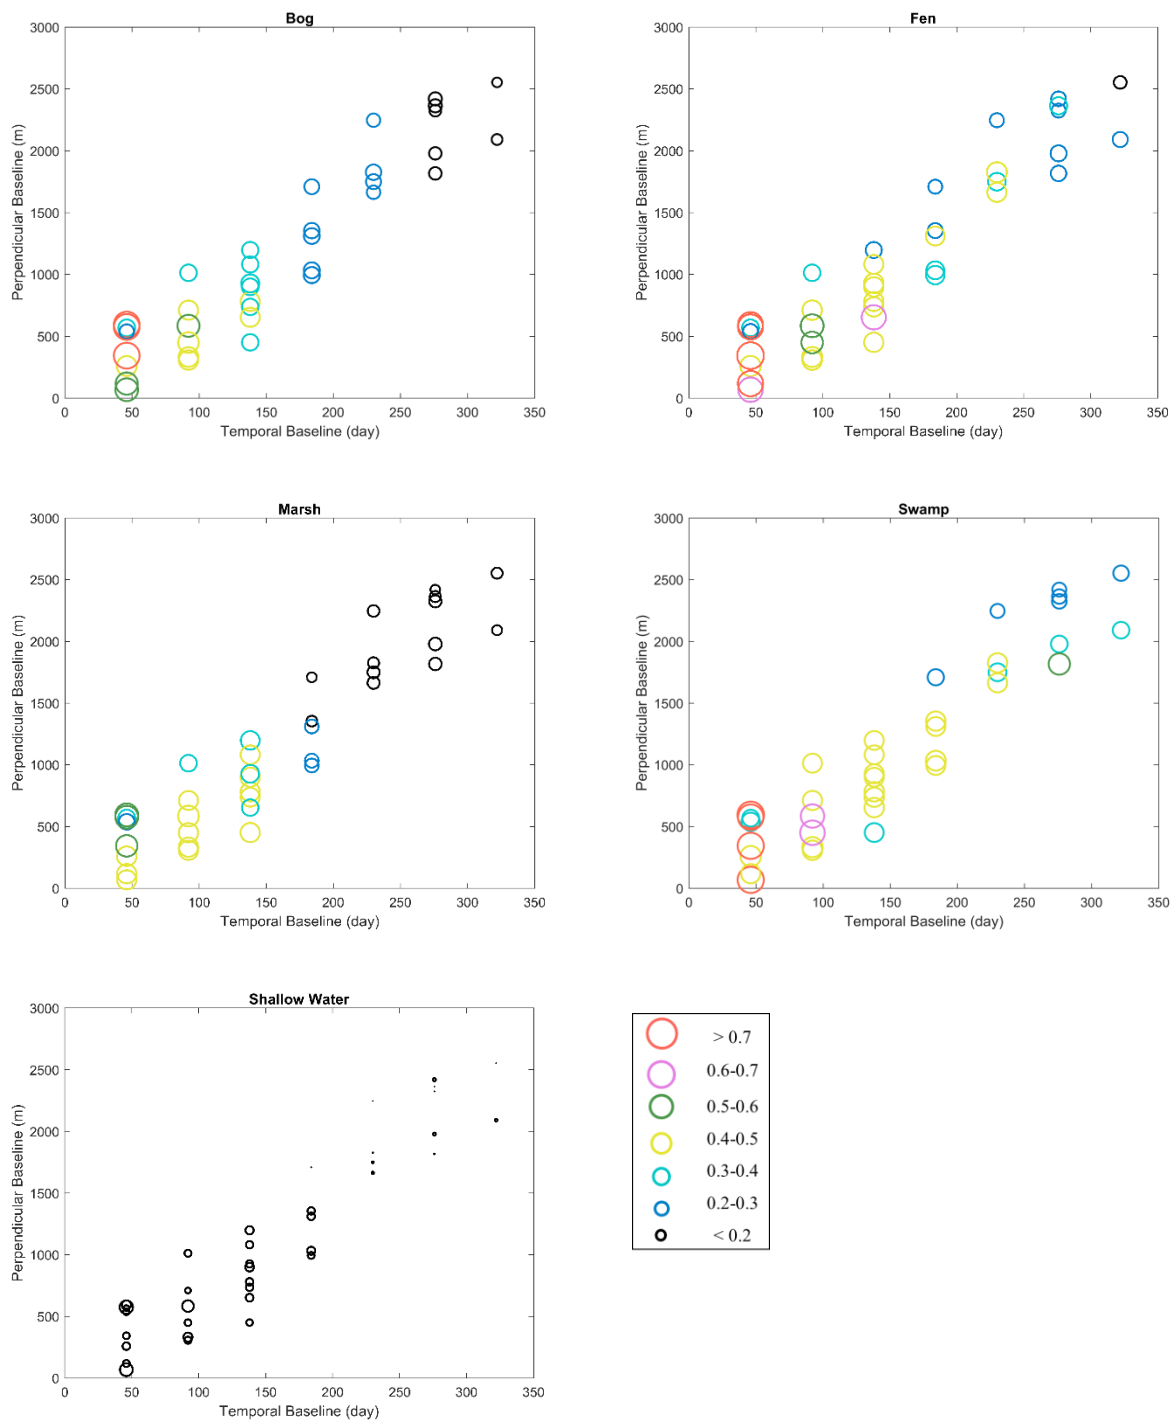 Bog
3000
2500
2000
1500
1000
500
0
Perpendicular Baseline (m)
0 50 100 150 200 250 300 350
Temporal Baseline (day)
Fen
3000
2500
2000
1500
1000
500
0
Perpendicular Baseline (m)
0 50 100 150 200 250 300 350
Temporal Baseline (day)
Marsh
3000
2500
2000
1500
1000
500
0
Perpendicular Baseline (m)
0 50 100 150 200 250 300 350
Temporal Baseline (day)
Swamp
3000
2500
2000
1500
1000
500
0
Perpendicular Baseline (m)
0 50 100 150 200 250 300 350
Temporal Baseline (day)
Shallow Water
3000
2500
2000
1500
1000
500
0
Perpendicular Baseline (m)
0 50 100 150 200 250 300 350
Temporal Baseline (day)
> 0.7
0.6-0.7
0.5-0.6
0.4-0.5
0.3-0.4
0.2-0.3
< 0.2